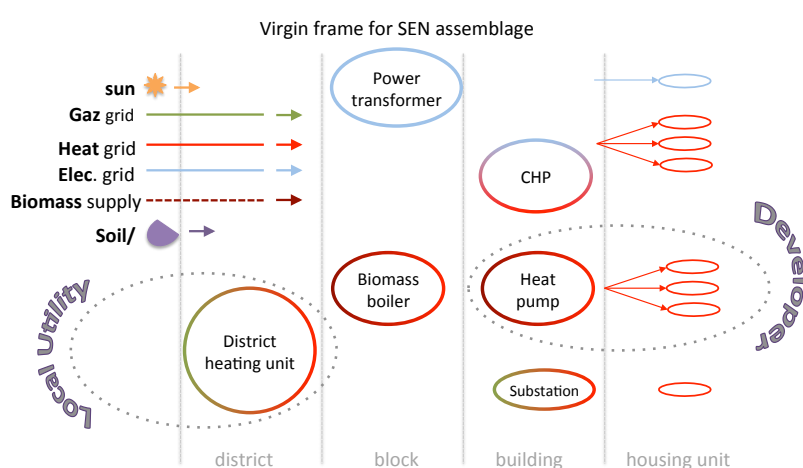 Virgin frame for SEN assemblage
sun
Gaz grid
Heat grid
Elec. grid
Biomass supply
Soil/
Power
transformer
CHP
Biomass
boiler
Heat
pump
District
heating unit
Substation
Local Utility
Developer
district
block
building
housing unit